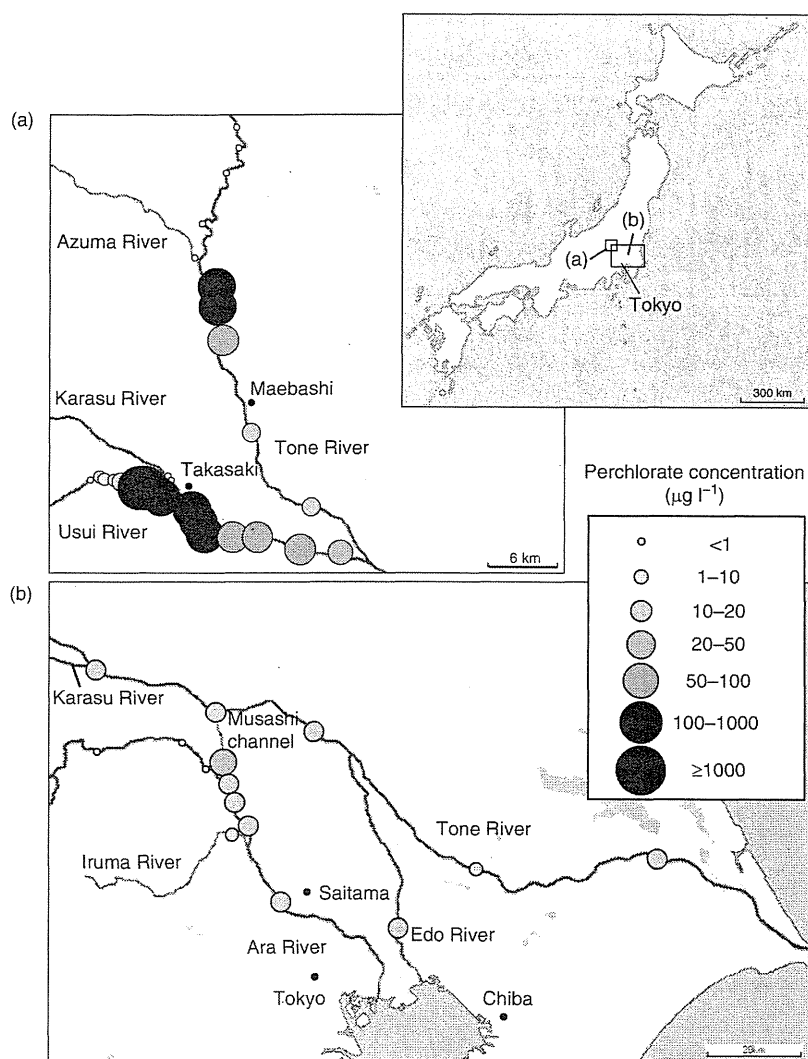 (a)
Azuma River
Karasu River
Maebashi
Tone River
Takasaki
Usui River
6 km
(b)
(a)
Tokyo
300 km
Perchlorate concentration
(µg l⁻¹)
<1
1–10
10–20
20–50
50–100
100–1000
≥1000
(b)
Karasu River
Musashi
channel
Tone River
Iruma River
Saitama
Ara River
Edo River
Tokyo
Chiba